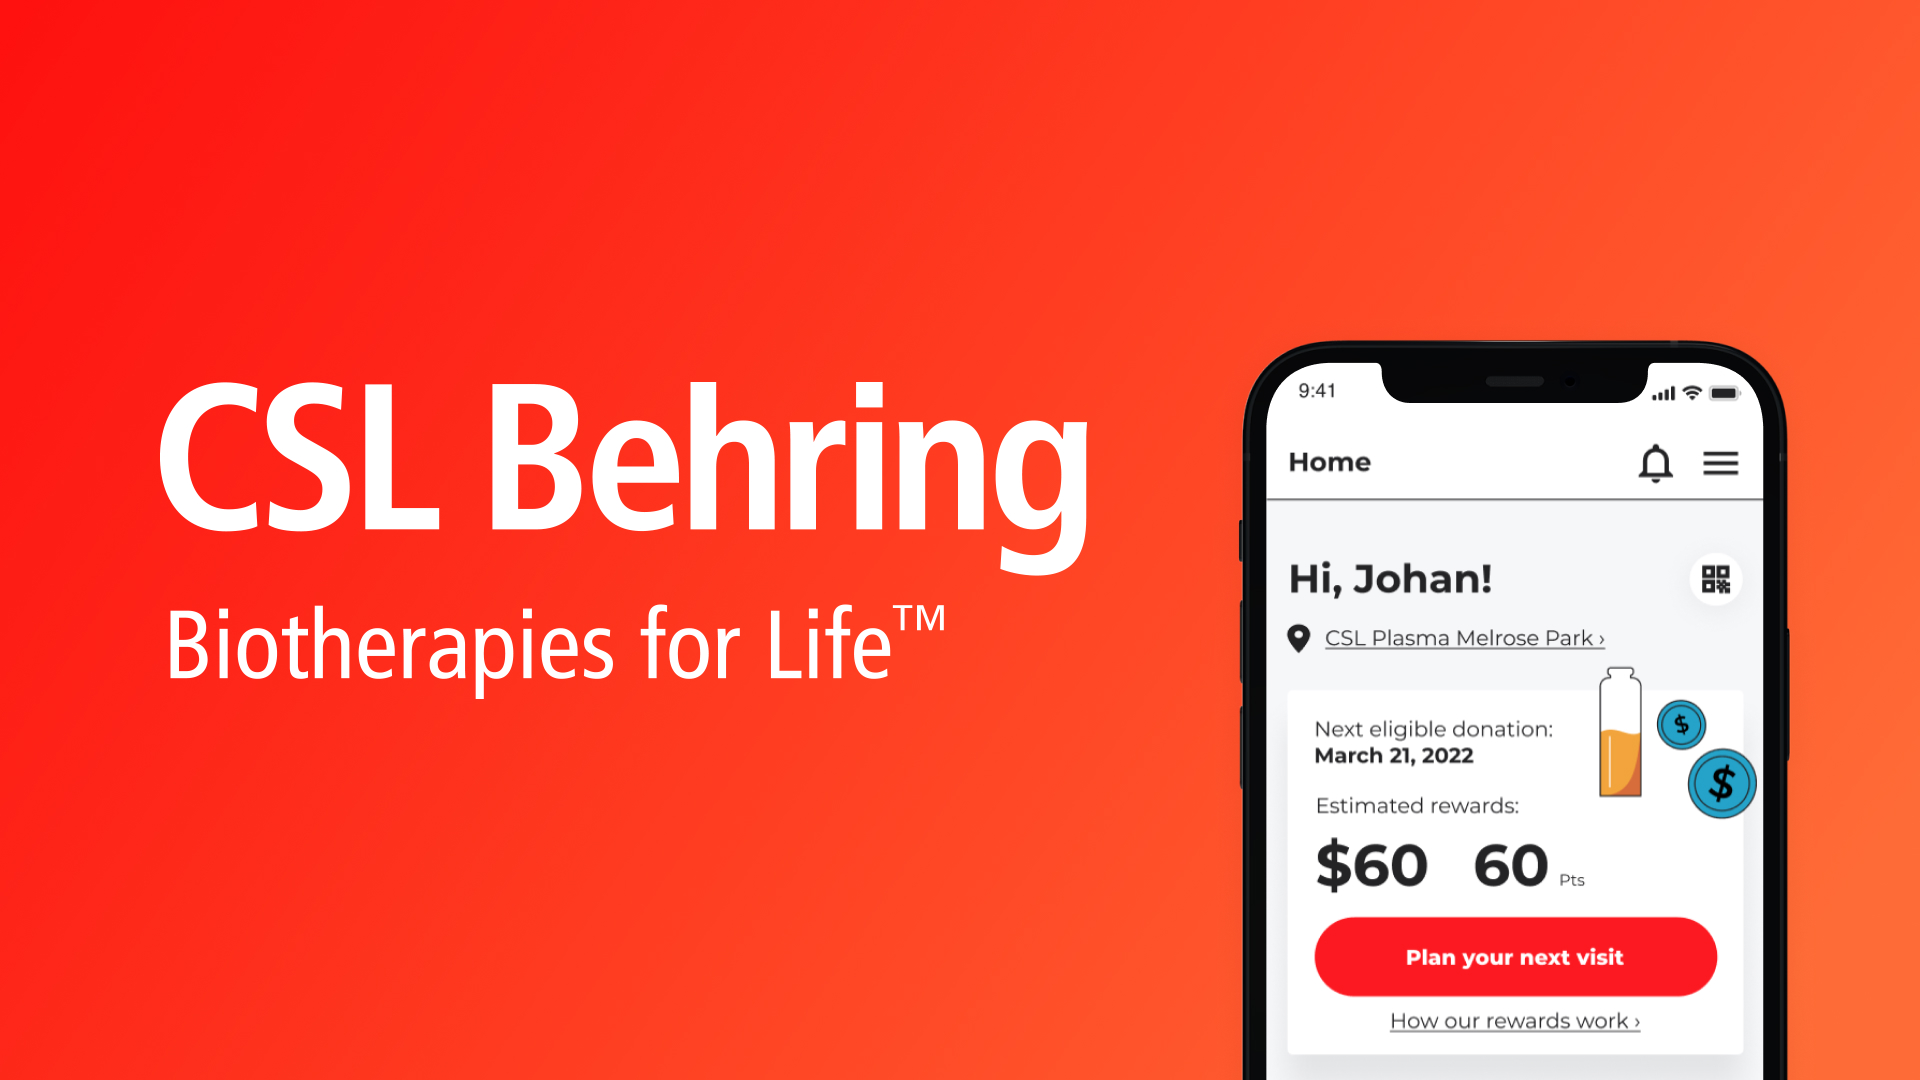 CSL Behring
Biotherapies for Life™
9:41
Home
Hi, Johan!
CSL Plasma Melrose Park ›
Next eligible donation:
March 21, 2022
$
$
Estimated rewards:
$60 60 Pts
Plan your next visit
How our rewards work ›